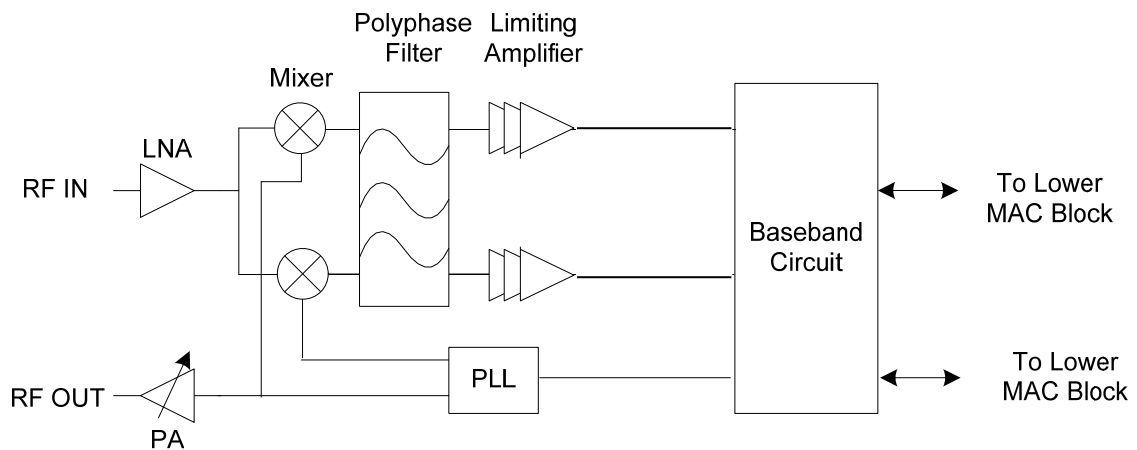 Polyphase
Filter
Limiting
Amplifier
Mixer
LNA
RF IN
Baseband
Circuit
To Lower
MAC Block
PLL
To Lower
MAC Block
RF OUT
PA